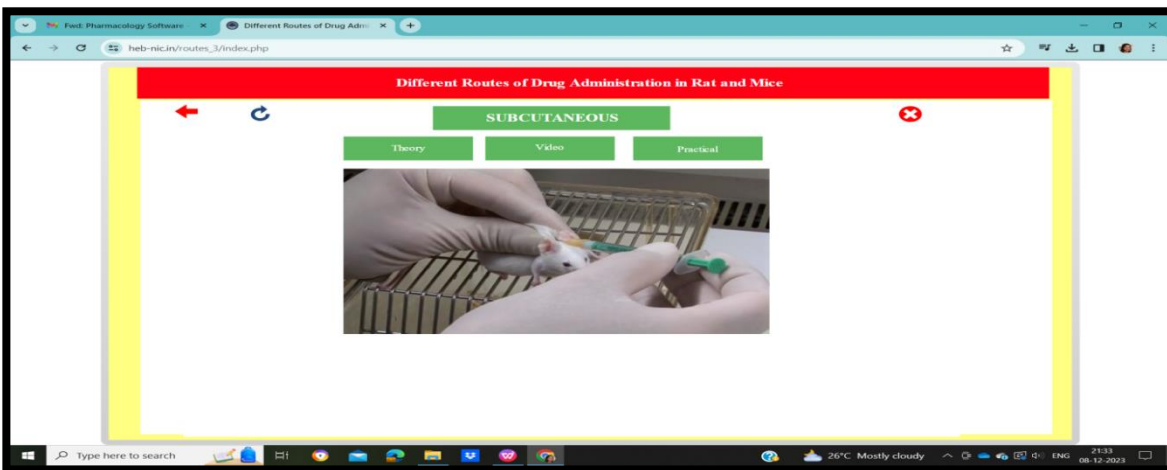 Fwd: Pharmacology Software
Different Routes of Drug Adm
heb-nic.in/routes_3/index.php
Different Routes of Drug Administration in Rat and Mice
SUBCUTANEOUS
Theory Video Practical
Type here to search
26°C Mostly cloudy
ENG
21:33
08-12-2023